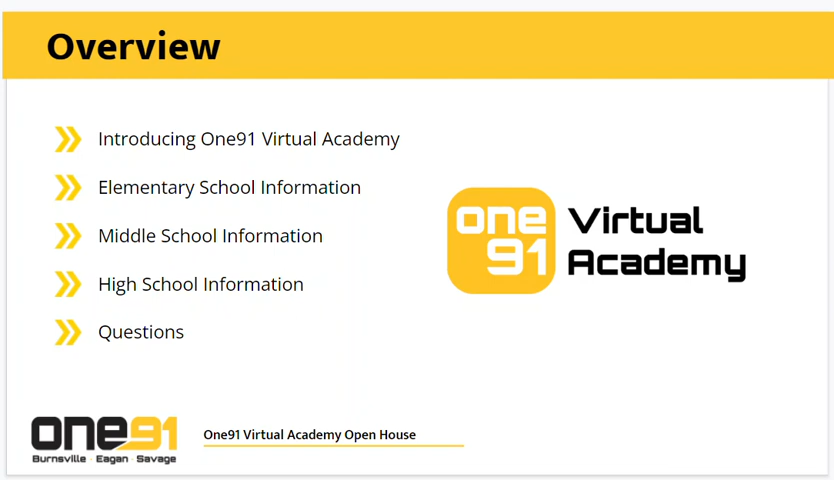 Overview
Introducing One91 Virtual Academy
Elementary School Information
Middle School Information
High School Information
Questions
one
91
Virtual
Academy
one91
Burnsville · Eagan · Savage
One91 Virtual Academy Open House